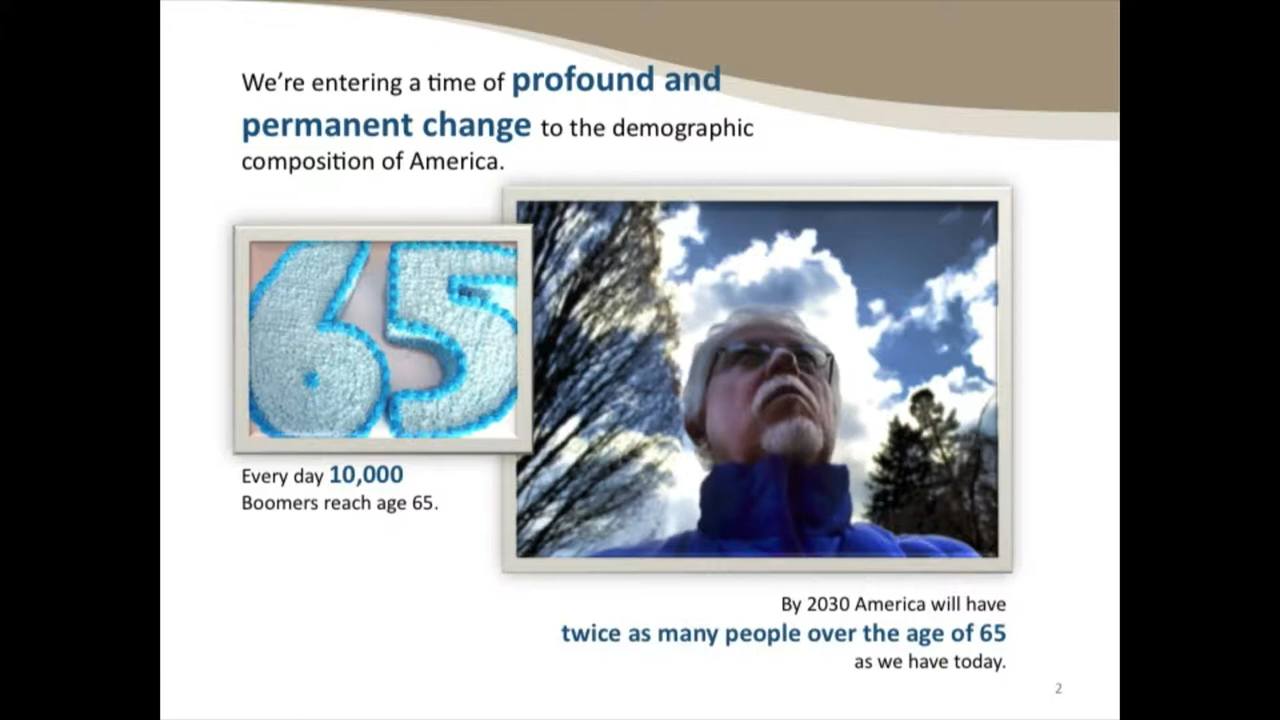 We're entering a time of profound and
permanent change to the demographic
composition of America.
65
Every day 10,000
Boomers reach age 65.
By 2030 America will have
twice as many people over the age of 65
as we have today.
2